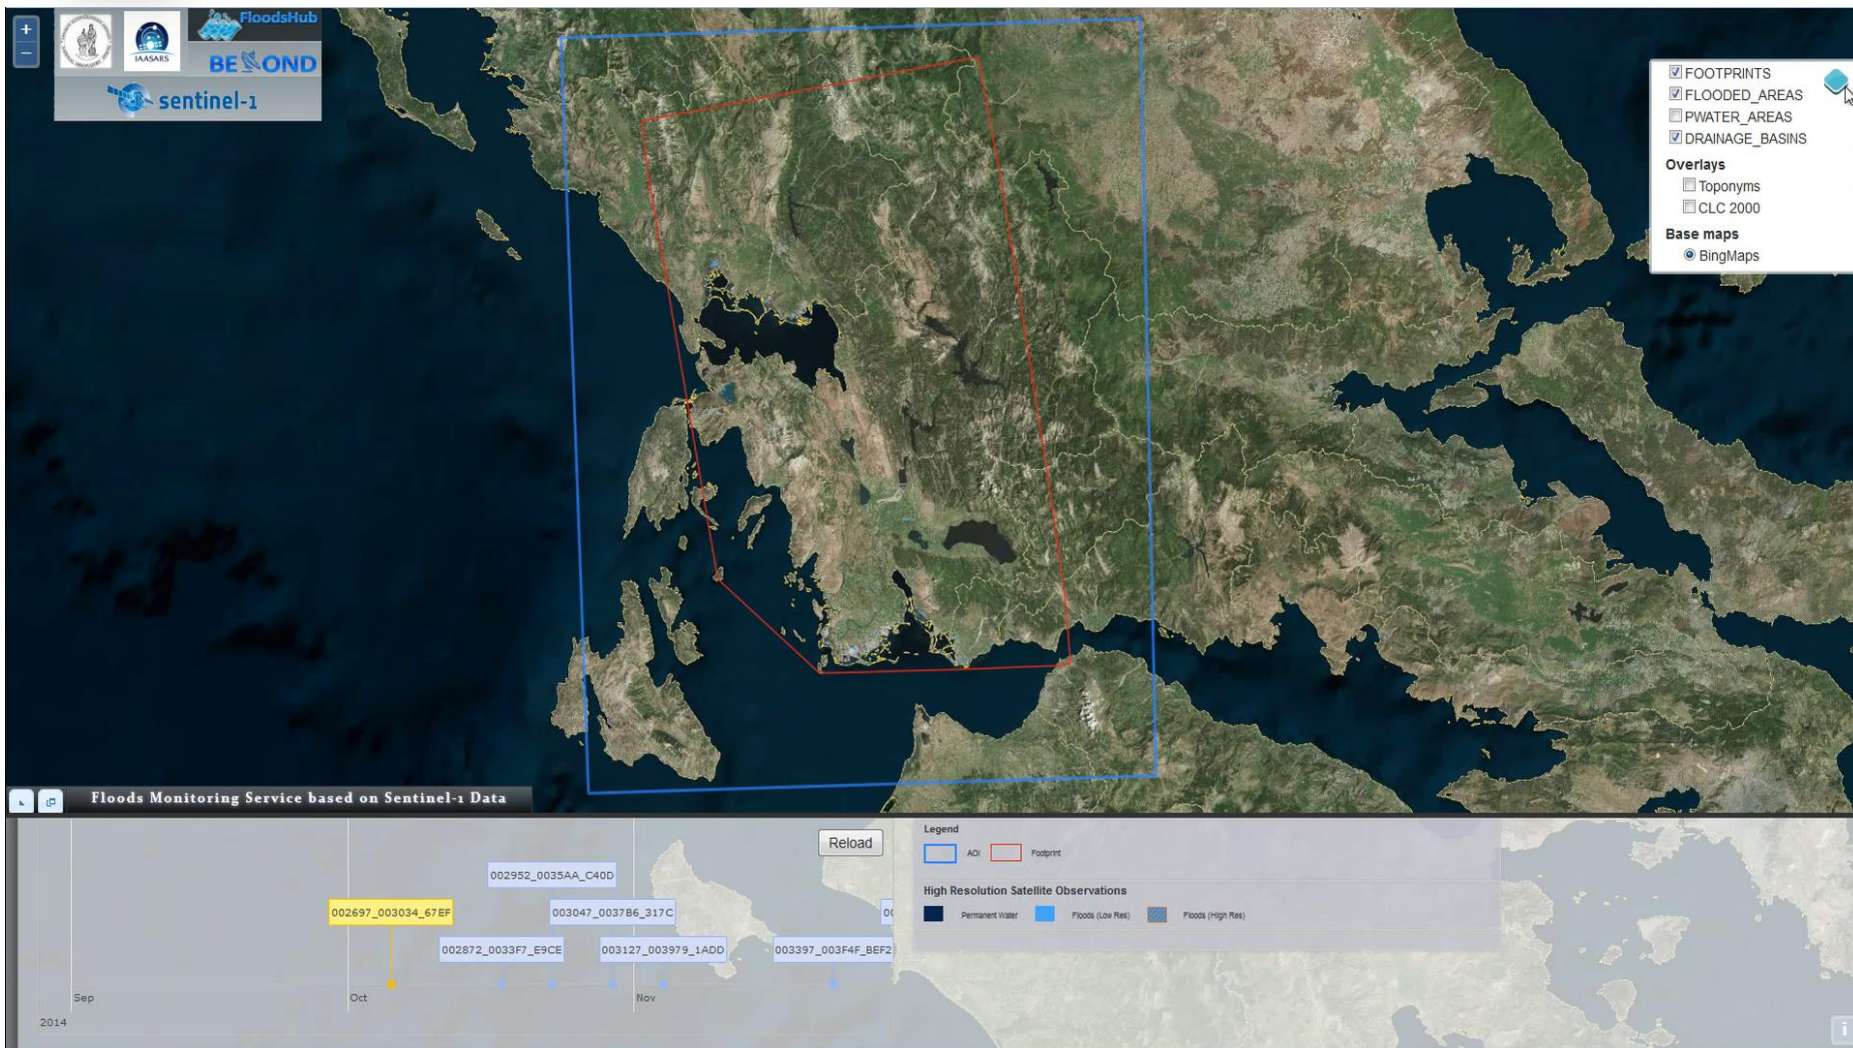 +
−
FloodsHub
IAASARS
BEYOND
sentinel-1
FOOTPRINTS
FLOODED_AREAS
PWATER_AREAS
DRAINAGE_BASINS
Overlays
Toponyms
CLC 2000
Base maps
BingMaps
Floods Monitoring Service based on Sentinel-1 Data
Reload
002952_0035AA_C40D
002697_003034_67EF
003047_0037B6_317C
00
002872_0033F7_E9CE
003127_003979_1ADD
003397_003F4F_BEF2
Sep
Oct
Nov
2014
Legend
AOI
Footprint
High Resolution Satellite Observations
Permanent Water
Floods (Low Res)
Floods (High Res)
i